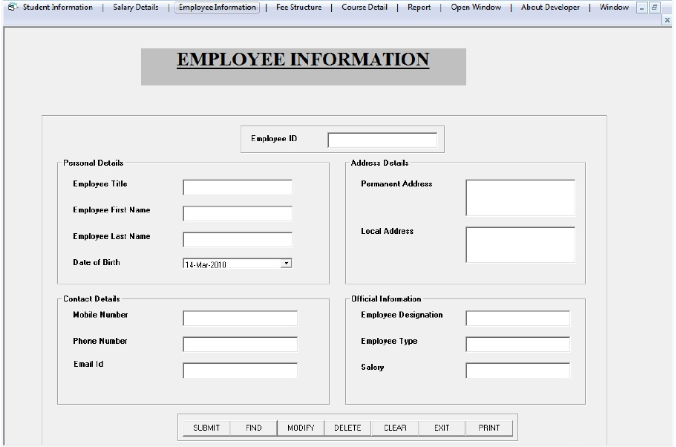 Student Information | Salary Details | Employee Information | Fee Structure | Course Detail | Report | Open Window | About Developer | Window
EMPLOYEE INFORMATION
Employee ID
Personal Details
Employee Title
Employee First Name
Employee Last Name
Date of Birth
14-Mar-2010
Address Details
Permanent Address
Local Address
Contact Details
Mobile Number
Phone Number
Email Id
Official Information
Employee Designation
Employee Type
Salary
SUBMIT FIND MODIFY DELETE CLEAR EXIT PRINT